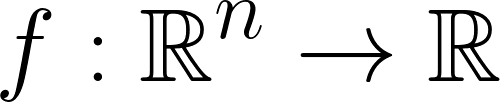 f : ℝⁿ → ℝ